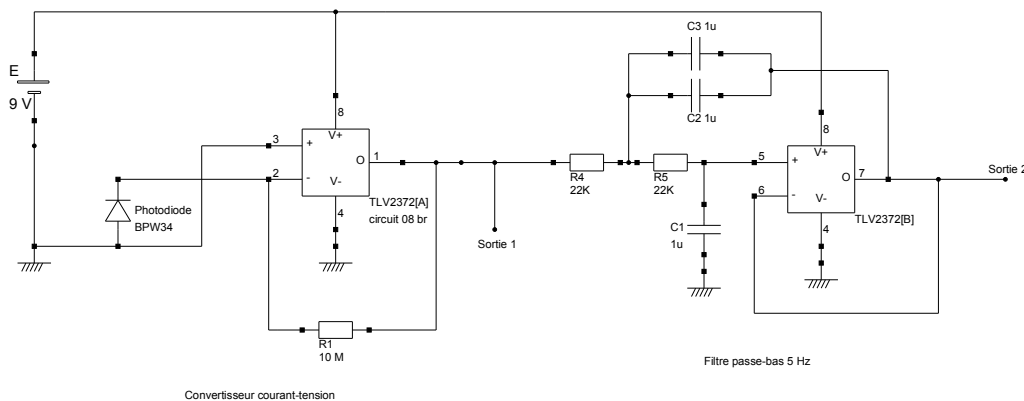 C3 1u
E
9 V
C2 1u
8
V+
3
+
O
1
2
-
V-
4
TLV2372[A]
circuit 08 br
Photodiode
BPW34
R4
22K
R5
22K
8
V+
5
+
O
7
6
-
V-
4
TLV2372[B]
Sortie 2
C1
1u
Sortie 1
R1
10 M
Filtre passe-bas 5 Hz
Convertisseur courant-tension